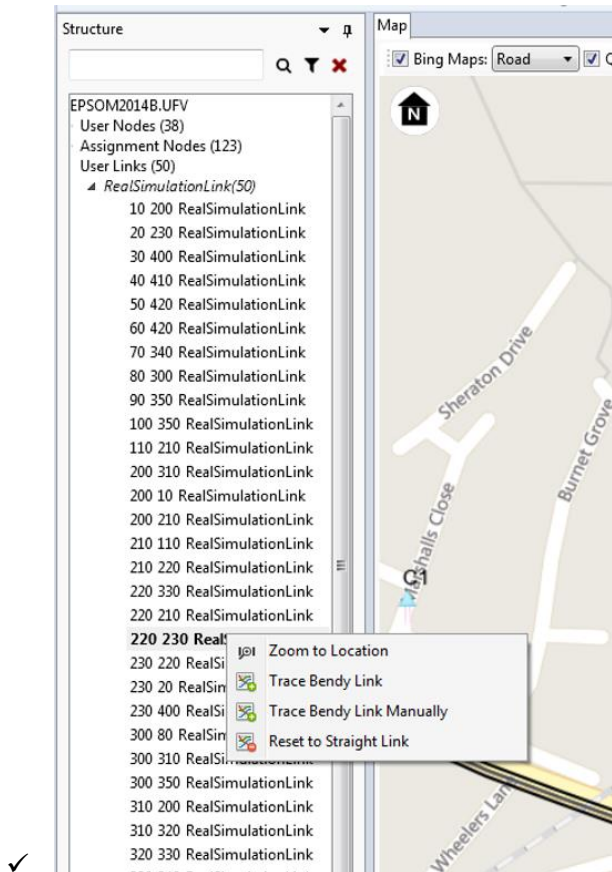 Structure
EPSOM2014B.UFV
User Nodes (38)
Assignment Nodes (123)
User Links (50)
RealSimulationLink(50)
10 200 RealSimulationLink
20 230 RealSimulationLink
30 400 RealSimulationLink
40 410 RealSimulationLink
50 420 RealSimulationLink
60 420 RealSimulationLink
70 340 RealSimulationLink
80 300 RealSimulationLink
90 350 RealSimulationLink
100 350 RealSimulationLink
110 210 RealSimulationLink
200 310 RealSimulationLink
200 10 RealSimulationLink
200 210 RealSimulationLink
210 110 RealSimulationLink
210 220 RealSimulationLink
220 330 RealSimulationLink
220 210 RealSimulationLink
220 230 Real
230 220 RealSi
230 20 RealSim
230 400 RealSi
300 80 RealSim
300 310 RealSimulationLink
300 350 RealSimulationLink
310 200 RealSimulationLink
310 320 RealSimulationLink
320 330 RealSimulationLink
Zoom to Location
Trace Bendy Link
Trace Bendy Link Manually
Reset to Straight Link
Map
Bing Maps: Road
N
Sheraton Drive
Burnet Grove
Marshalls Close
C1
Wheelers Lane